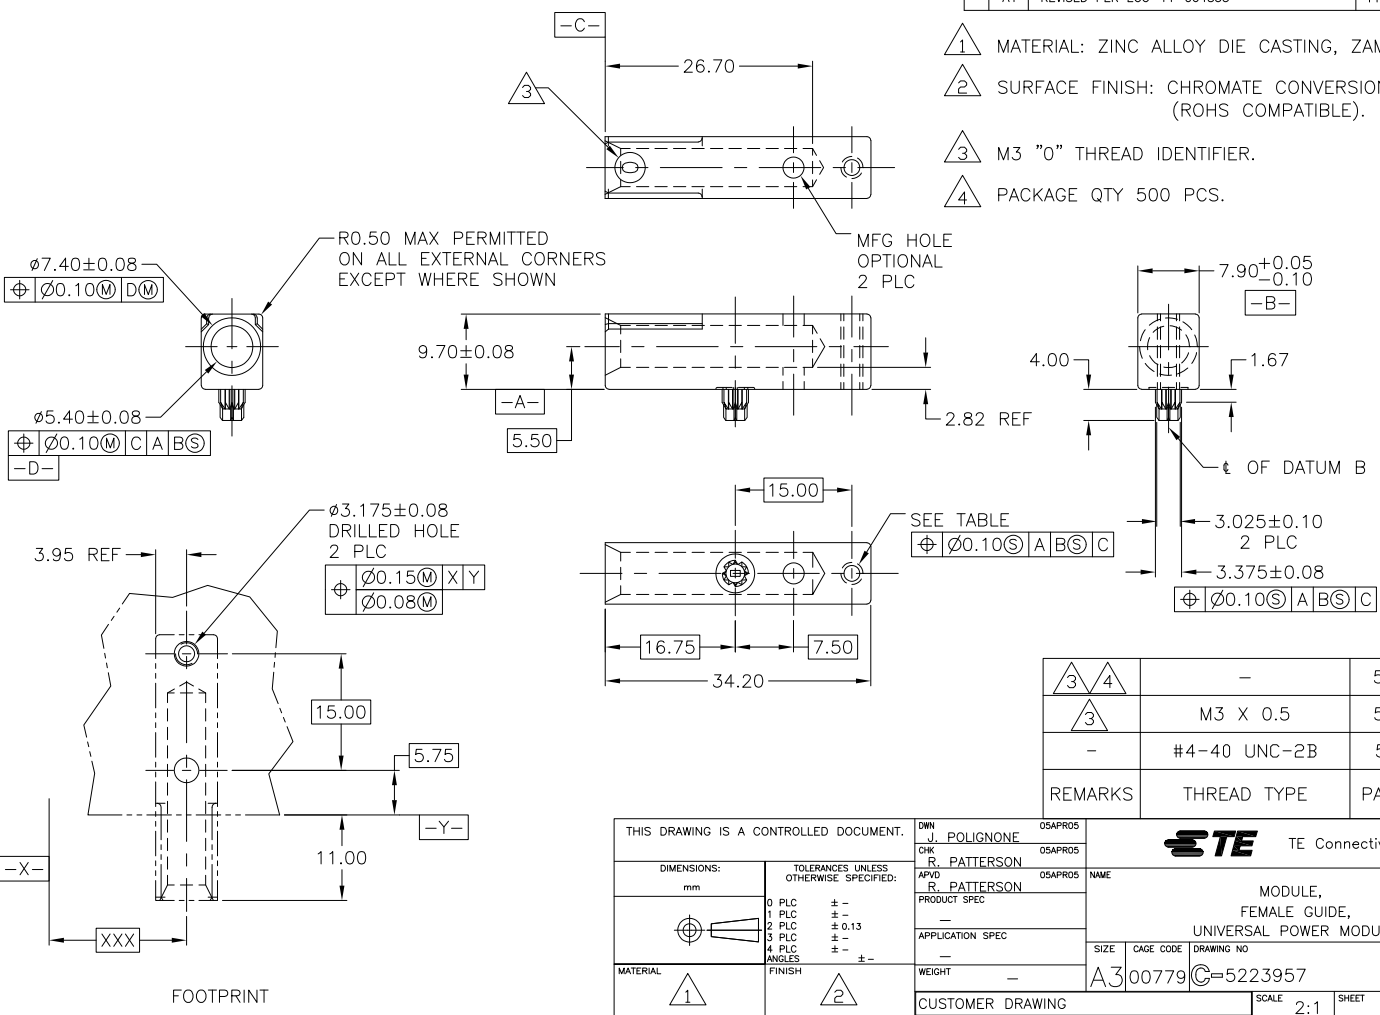 -C-
26.70
3
1 MATERIAL: ZINC ALLOY DIE CASTING,
2 SURFACE FINISH: CHROMATE CONVERSION
(ROHS COMPATIBLE).
3 M3 "0" THREAD IDENTIFIER.
4 PACKAGE QTY 500 PCS.
MFG HOLE
OPTIONAL
2 PLC
R0.50 MAX PERMITTED
ON ALL EXTERNAL CORNERS
EXCEPT WHERE SHOWN
ø7.40±0.08
⌖ Ø0.10Ⓜ DⓂ
ø5.40±0.08
⌖ Ø0.10Ⓜ C A BⓈ
-D-
9.70±0.08
-A-
5.50
2.82 REF
7.90 +0.05
-0.10
-B-
4.00
1.67
℄ OF DATUM B
3.025±0.10
2 PLC
3.375±0.08
⌖ Ø0.10Ⓢ A BⓈ C
15.00
SEE TABLE
⌖ Ø0.10Ⓢ A BⓈ C
16.75
7.50
34.20
ø3.175±0.08
DRILLED HOLE
2 PLC
⌖ Ø0.15Ⓜ X Y
Ø0.08Ⓜ
3.95 REF
15.00
5.75
-Y-
11.00
-X-
XXX
FOOTPRINT
3 4 -
3 M3 X 0.5
- #4-40 UNC-2B
REMARKS THREAD TYPE
THIS DRAWING IS A CONTROLLED DOCUMENT.
DIMENSIONS:
mm
TOLERANCES UNLESS
OTHERWISE SPECIFIED:
0 PLC ± -
1 PLC ± -
2 PLC ± 0.13
3 PLC ± -
4 PLC ± -
ANGLES ± -
MATERIAL
1
FINISH
2
DWN 05APR05
J. POLIGNONE
CHK 05APR05
R. PATTERSON
APVD 05APR05
R. PATTERSON
PRODUCT SPEC
-
APPLICATION SPEC
-
WEIGHT -
CUSTOMER DRAWING
TE TE
NAME
MODULE,
FEMALE GUIDE,
UNIVERSAL POWER
SIZE CAGE CODE DRAWING NO
A3 00779 C-5223957
SCALE 2:1 SHEET